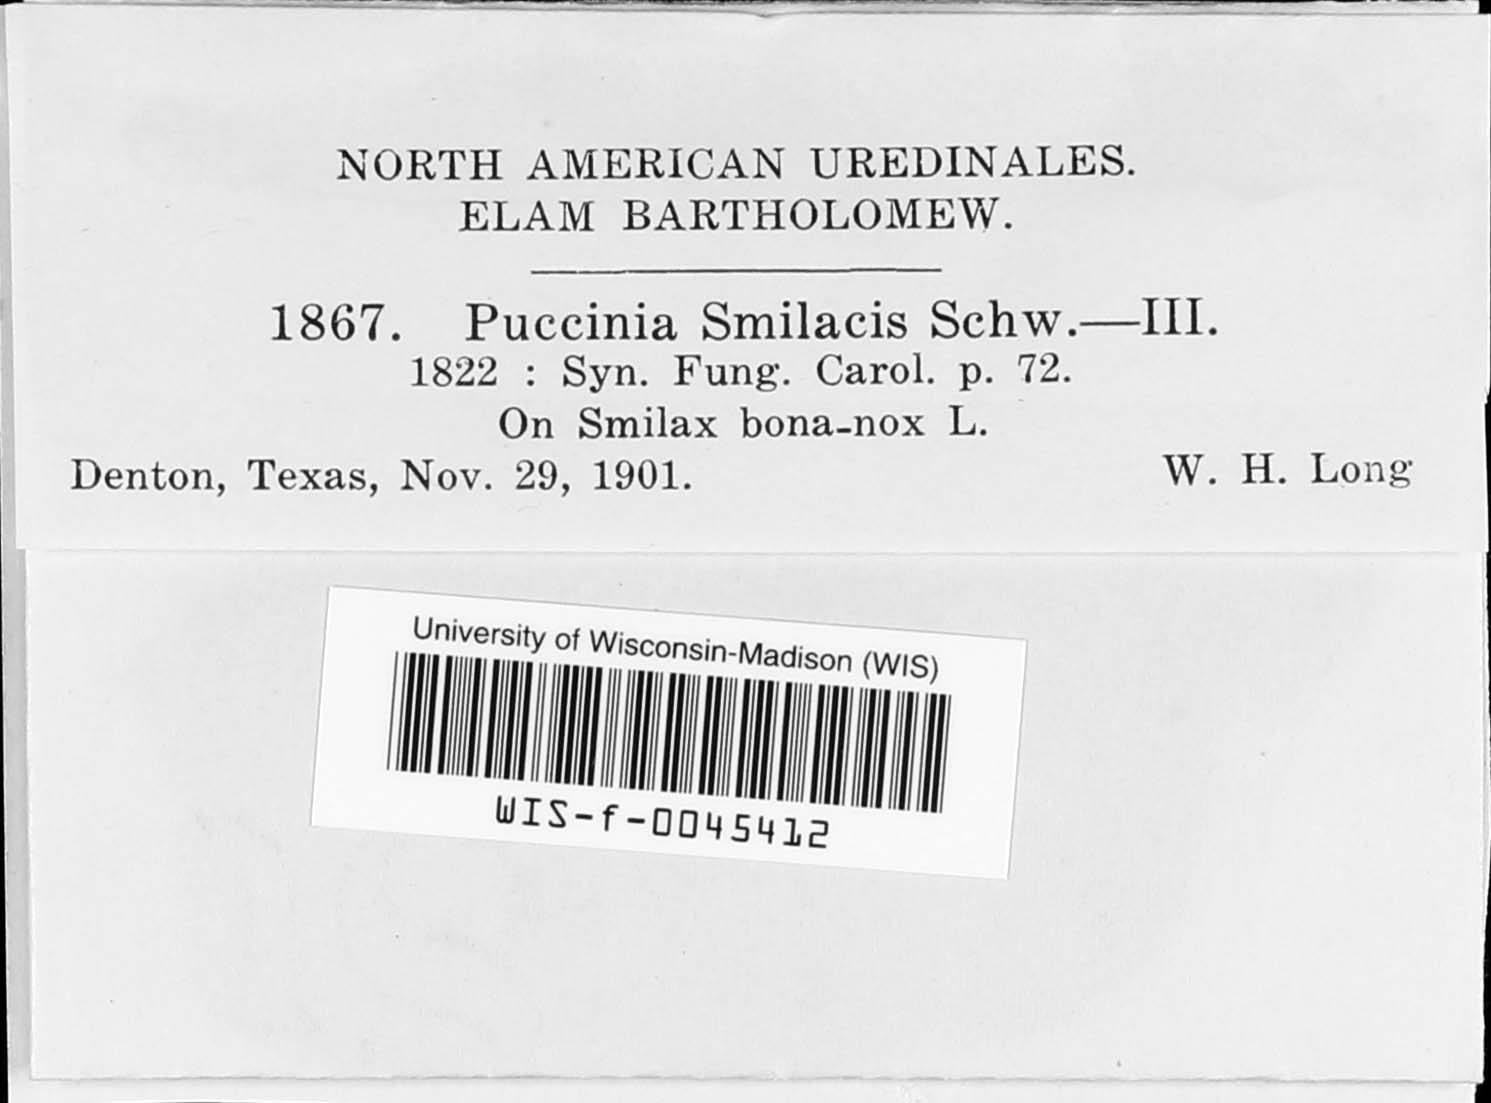 NORTH AMERICAN UREDINALES.
ELAM BARTHOLOMEW.
1867. Puccinia Smilacis Schw.—III.
1822 : Syn. Fung. Carol. p. 72.
On Smilax bona-nox L.
Denton, Texas, Nov. 29, 1901. W. H. Long
University of Wisconsin-Madison (WIS)
WIS-f-0045412